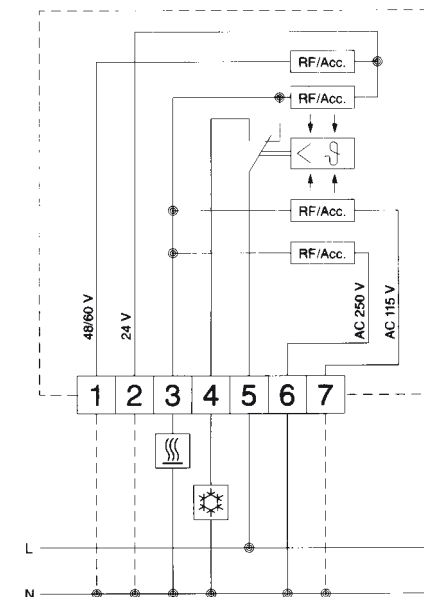 RF/Acc.
RF/Acc.
RF/Acc.
RF/Acc.
48/60 V
24 V
AC 250 V
AC 115 V
1 2 3 4 5 6 7
L
N